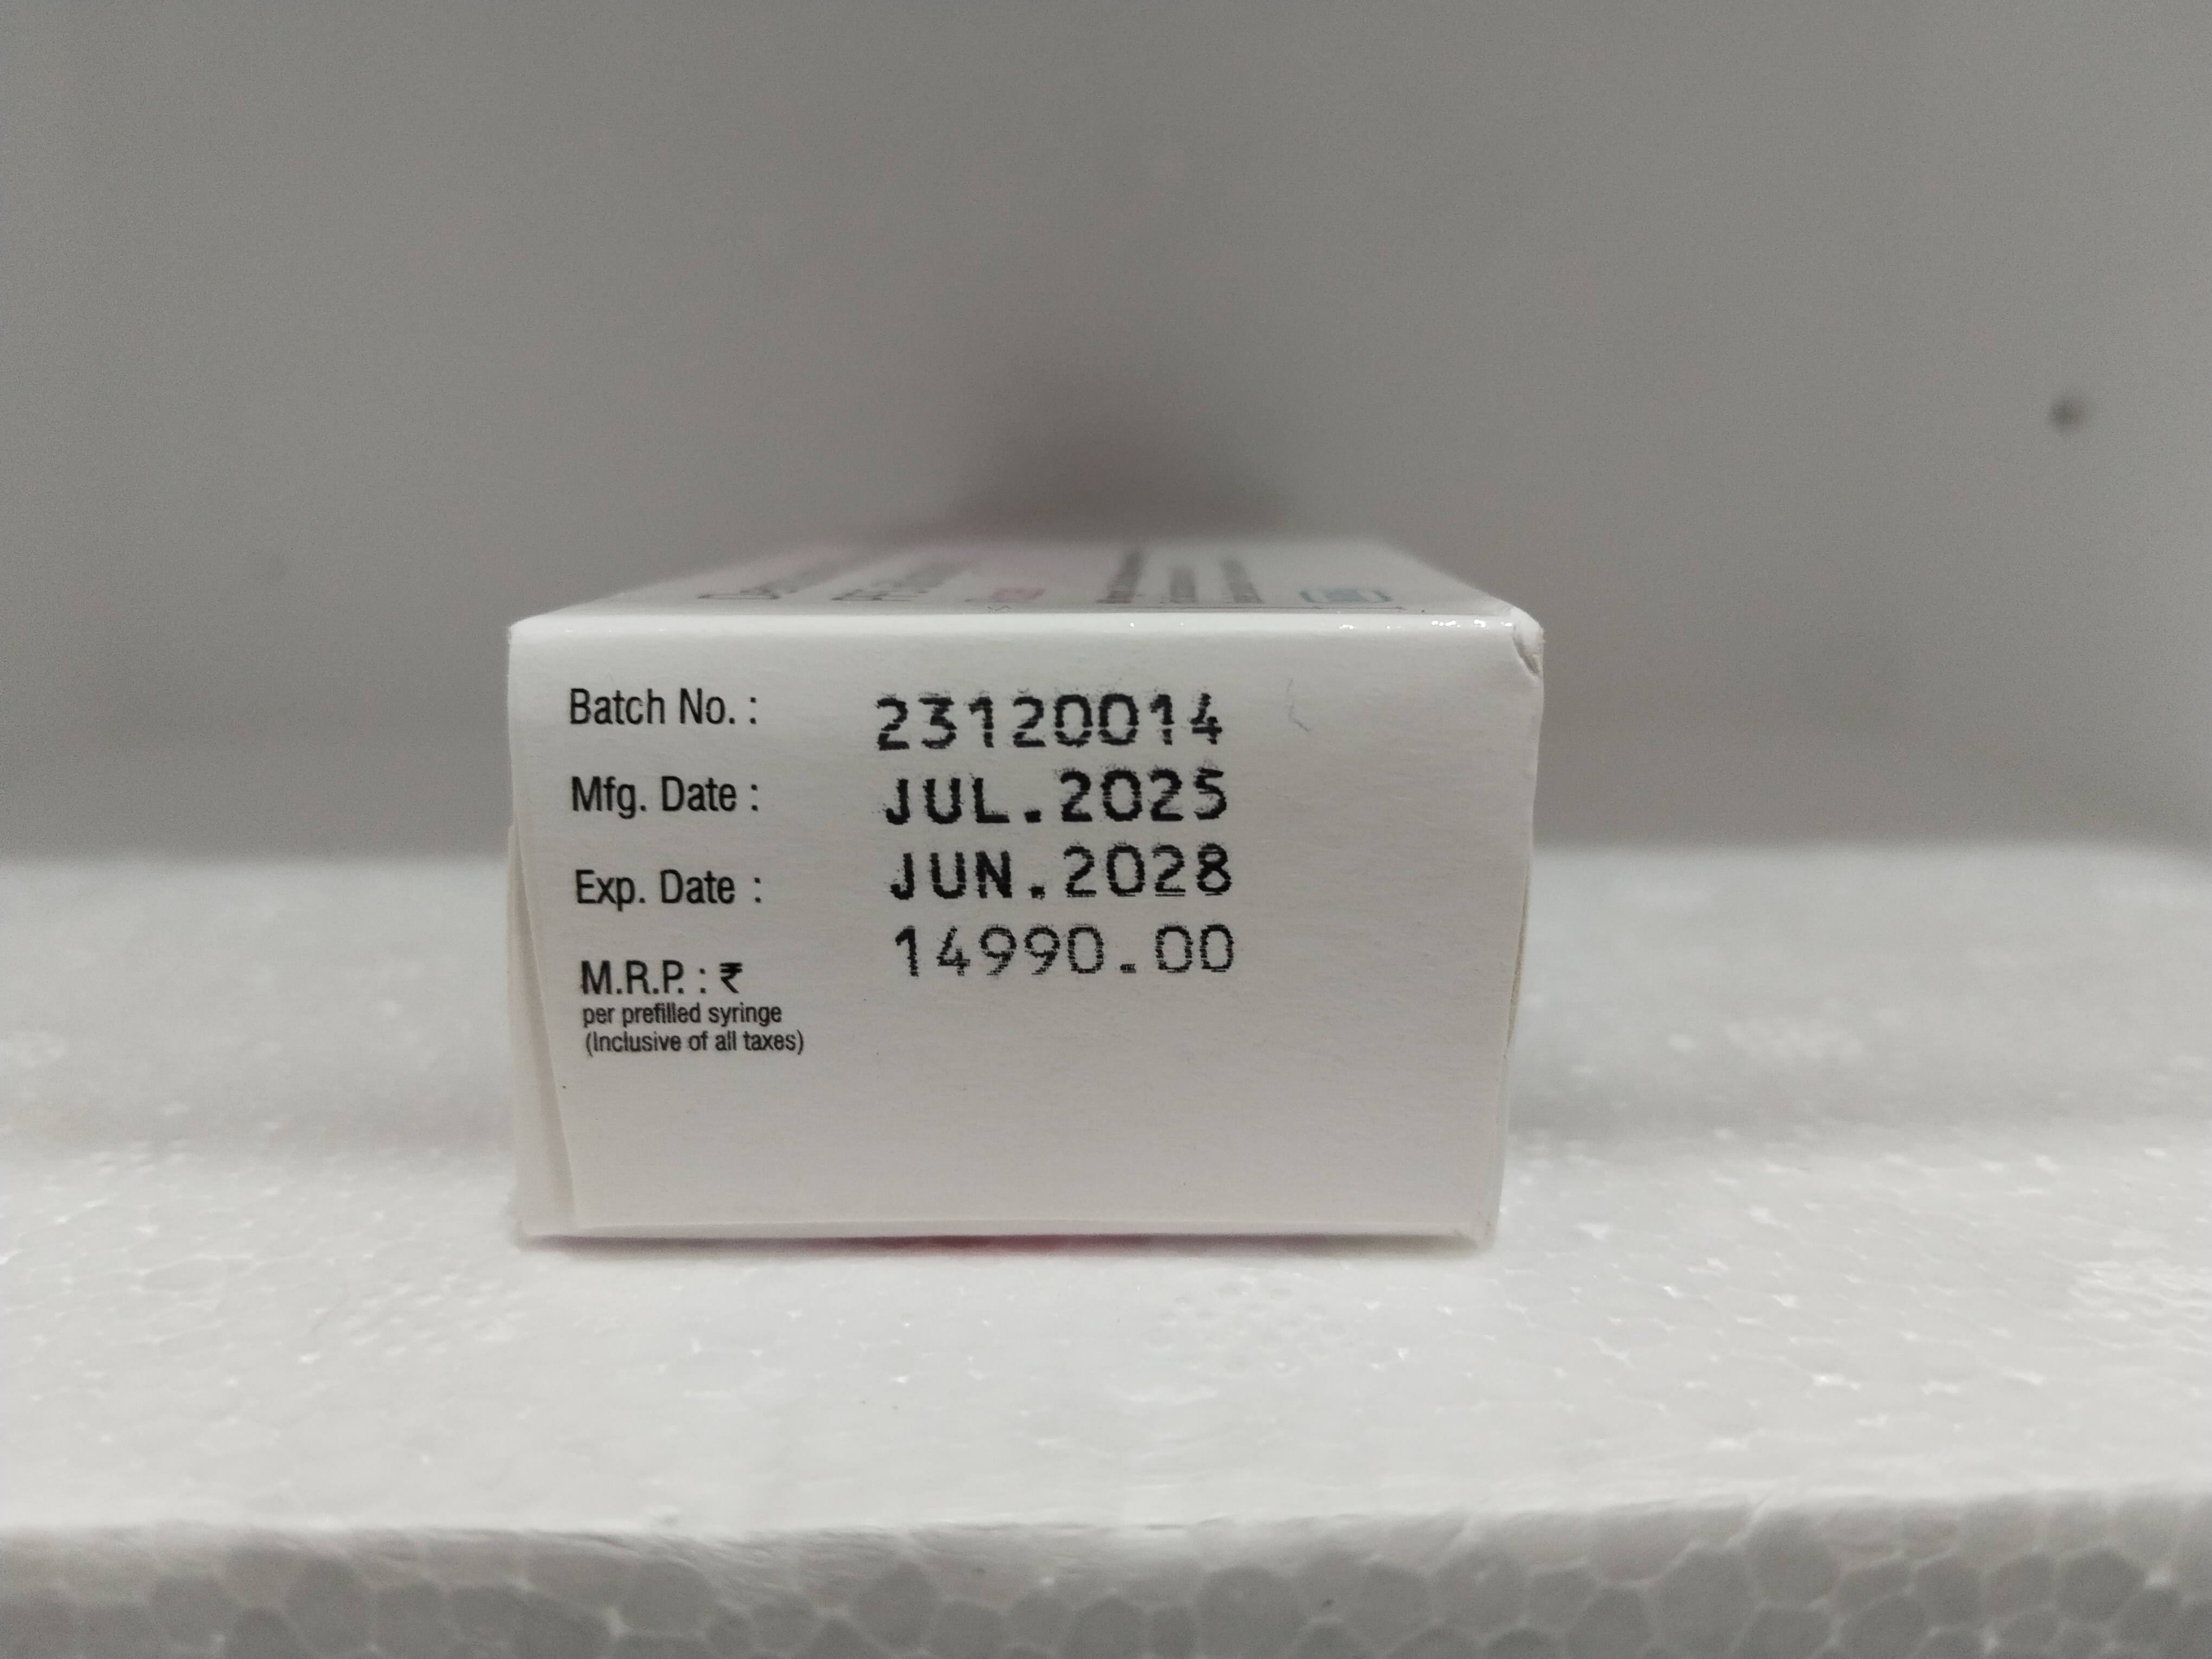 Batch No. : 23120014
Mfg. Date : JUL.2025
Exp. Date : JUN.2028
M.R.P. : ₹ 14990.00
per prefilled syringe
(Inclusive of all taxes)